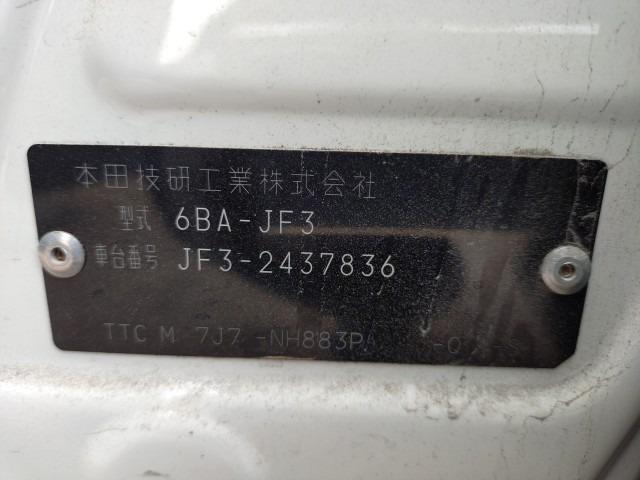 本田技研工業株式会社
型式 6BA-JF3
車台番号 JF3-2437836
TTC M 7J7 -NH883P